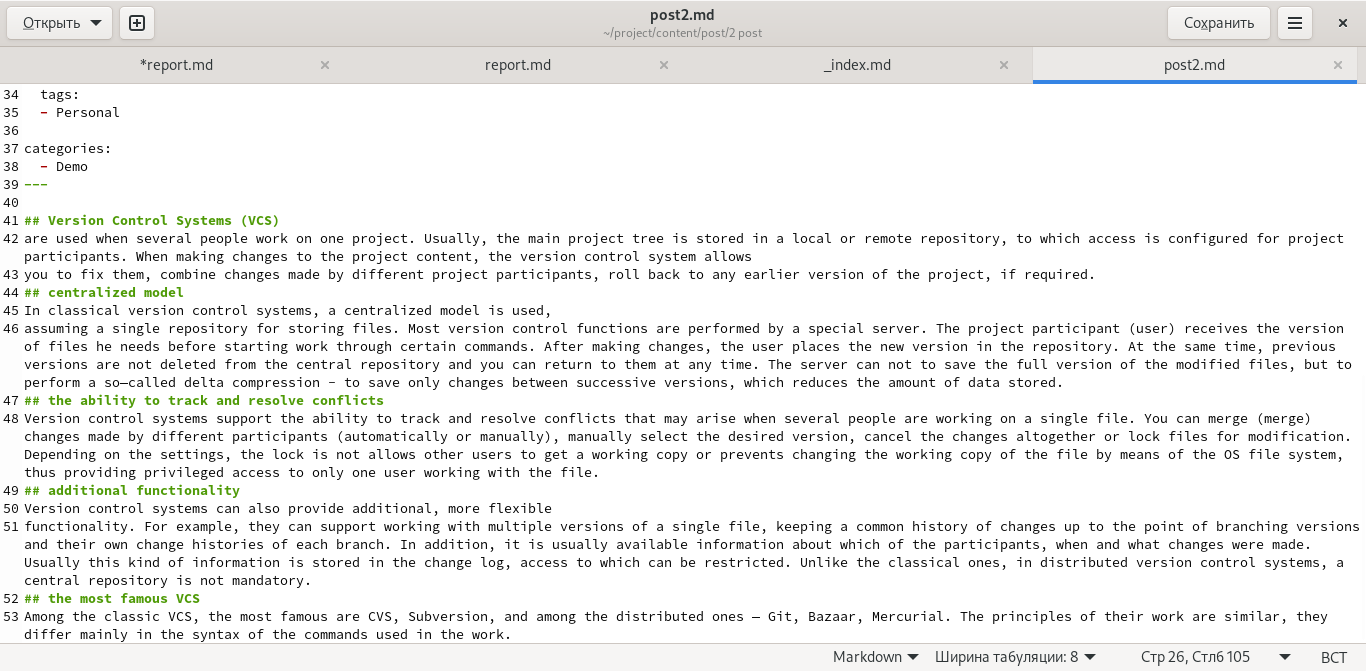 Открыть
post2.md
~/project/content/post/2 post
Сохранить
*report.md
report.md
_index.md
post2.md
34 tags:
35 - Personal
36
37 categories:
38 - Demo
39 ---
40
41 ## Version Control Systems (VCS)
42 are used when several people work on one project. Usually, the main project tree is stored in a local or remote repository, to which access is configured for project
participants. When making changes to the project content, the version control system allows
43 you to fix them, combine changes made by different project participants, roll back to any earlier version of the project, if required.
44 ## centralized model
45 In classical version control systems, a centralized model is used,
46 assuming a single repository for storing files. Most version control functions are performed by a special server. The project participant (user) receives the version
of files he needs before starting work through certain commands. After making changes, the user places the new version in the repository. At the same time, previous
versions are not deleted from the central repository and you can return to them at any time. The server can not to save the full version of the modified files, but to
perform a so—called delta compression - to save only changes between successive versions, which reduces the amount of data stored.
47 ## the ability to track and resolve conflicts
48 Version control systems support the ability to track and resolve conflicts that may arise when several people are working on a single file. You can merge (merge)
changes made by different participants (automatically or manually), manually select the desired version, cancel the changes altogether or lock files for modification.
Depending on the settings, the lock is not allows other users to get a working copy or prevents changing the working copy of the file by means of the OS file system,
thus providing privileged access to only one user working with the file.
49 ## additional functionality
50 Version control systems can also provide additional, more flexible
51 functionality. For example, they can support working with multiple versions of a single file, keeping a common history of changes up to the point of branching versions
and their own change histories of each branch. In addition, it is usually available information about which of the participants, when and what changes were made.
Usually this kind of information is stored in the change log, access to which can be restricted. Unlike the classical ones, in distributed version control systems, a
central repository is not mandatory.
52 ## the most famous VCS
53 Among the classic VCS, the most famous are CVS, Subversion, and among the distributed ones — Git, Bazaar, Mercurial. The principles of their work are similar, they
differ mainly in the syntax of the commands used in the work.
Markdown
Ширина табуляции: 8
Стр 26, Стлб 105
ВСТ